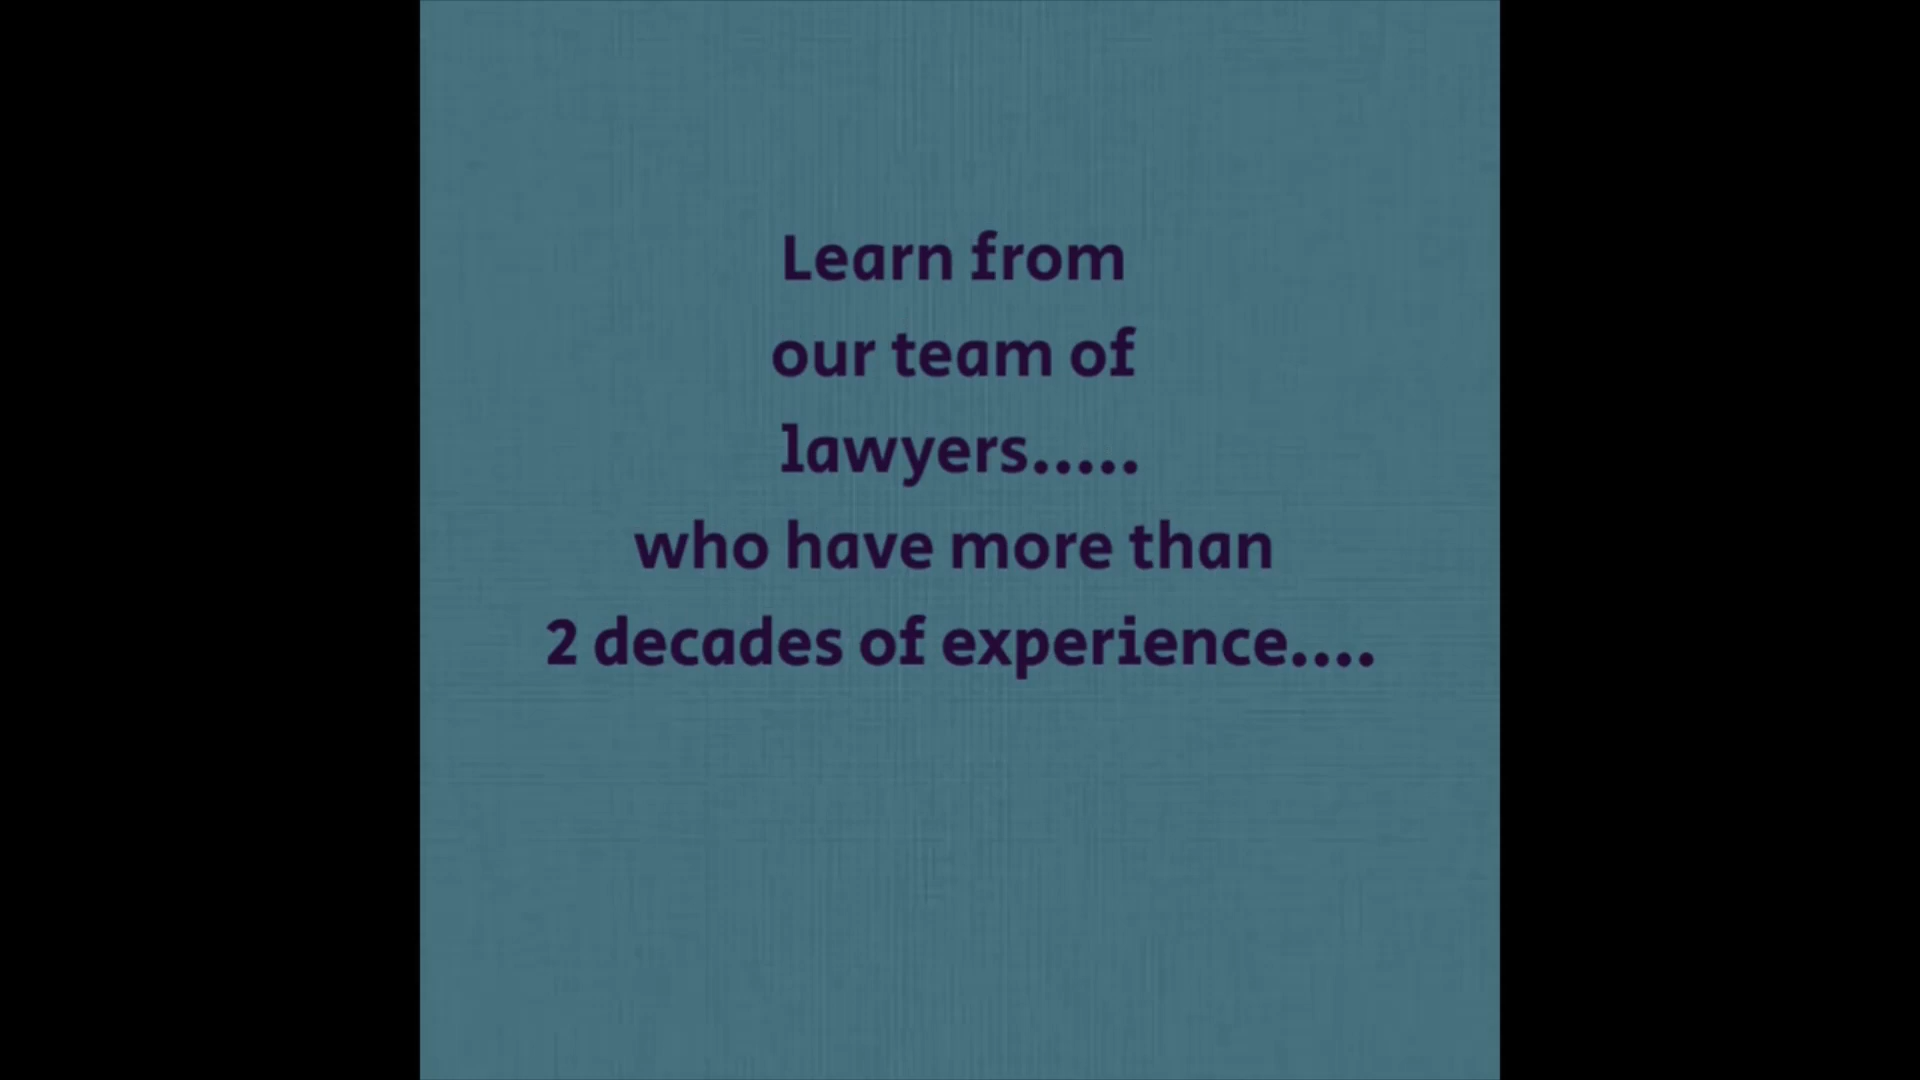 Learn from
our team of
lawyers.....
who have more than
2 decades of experience....